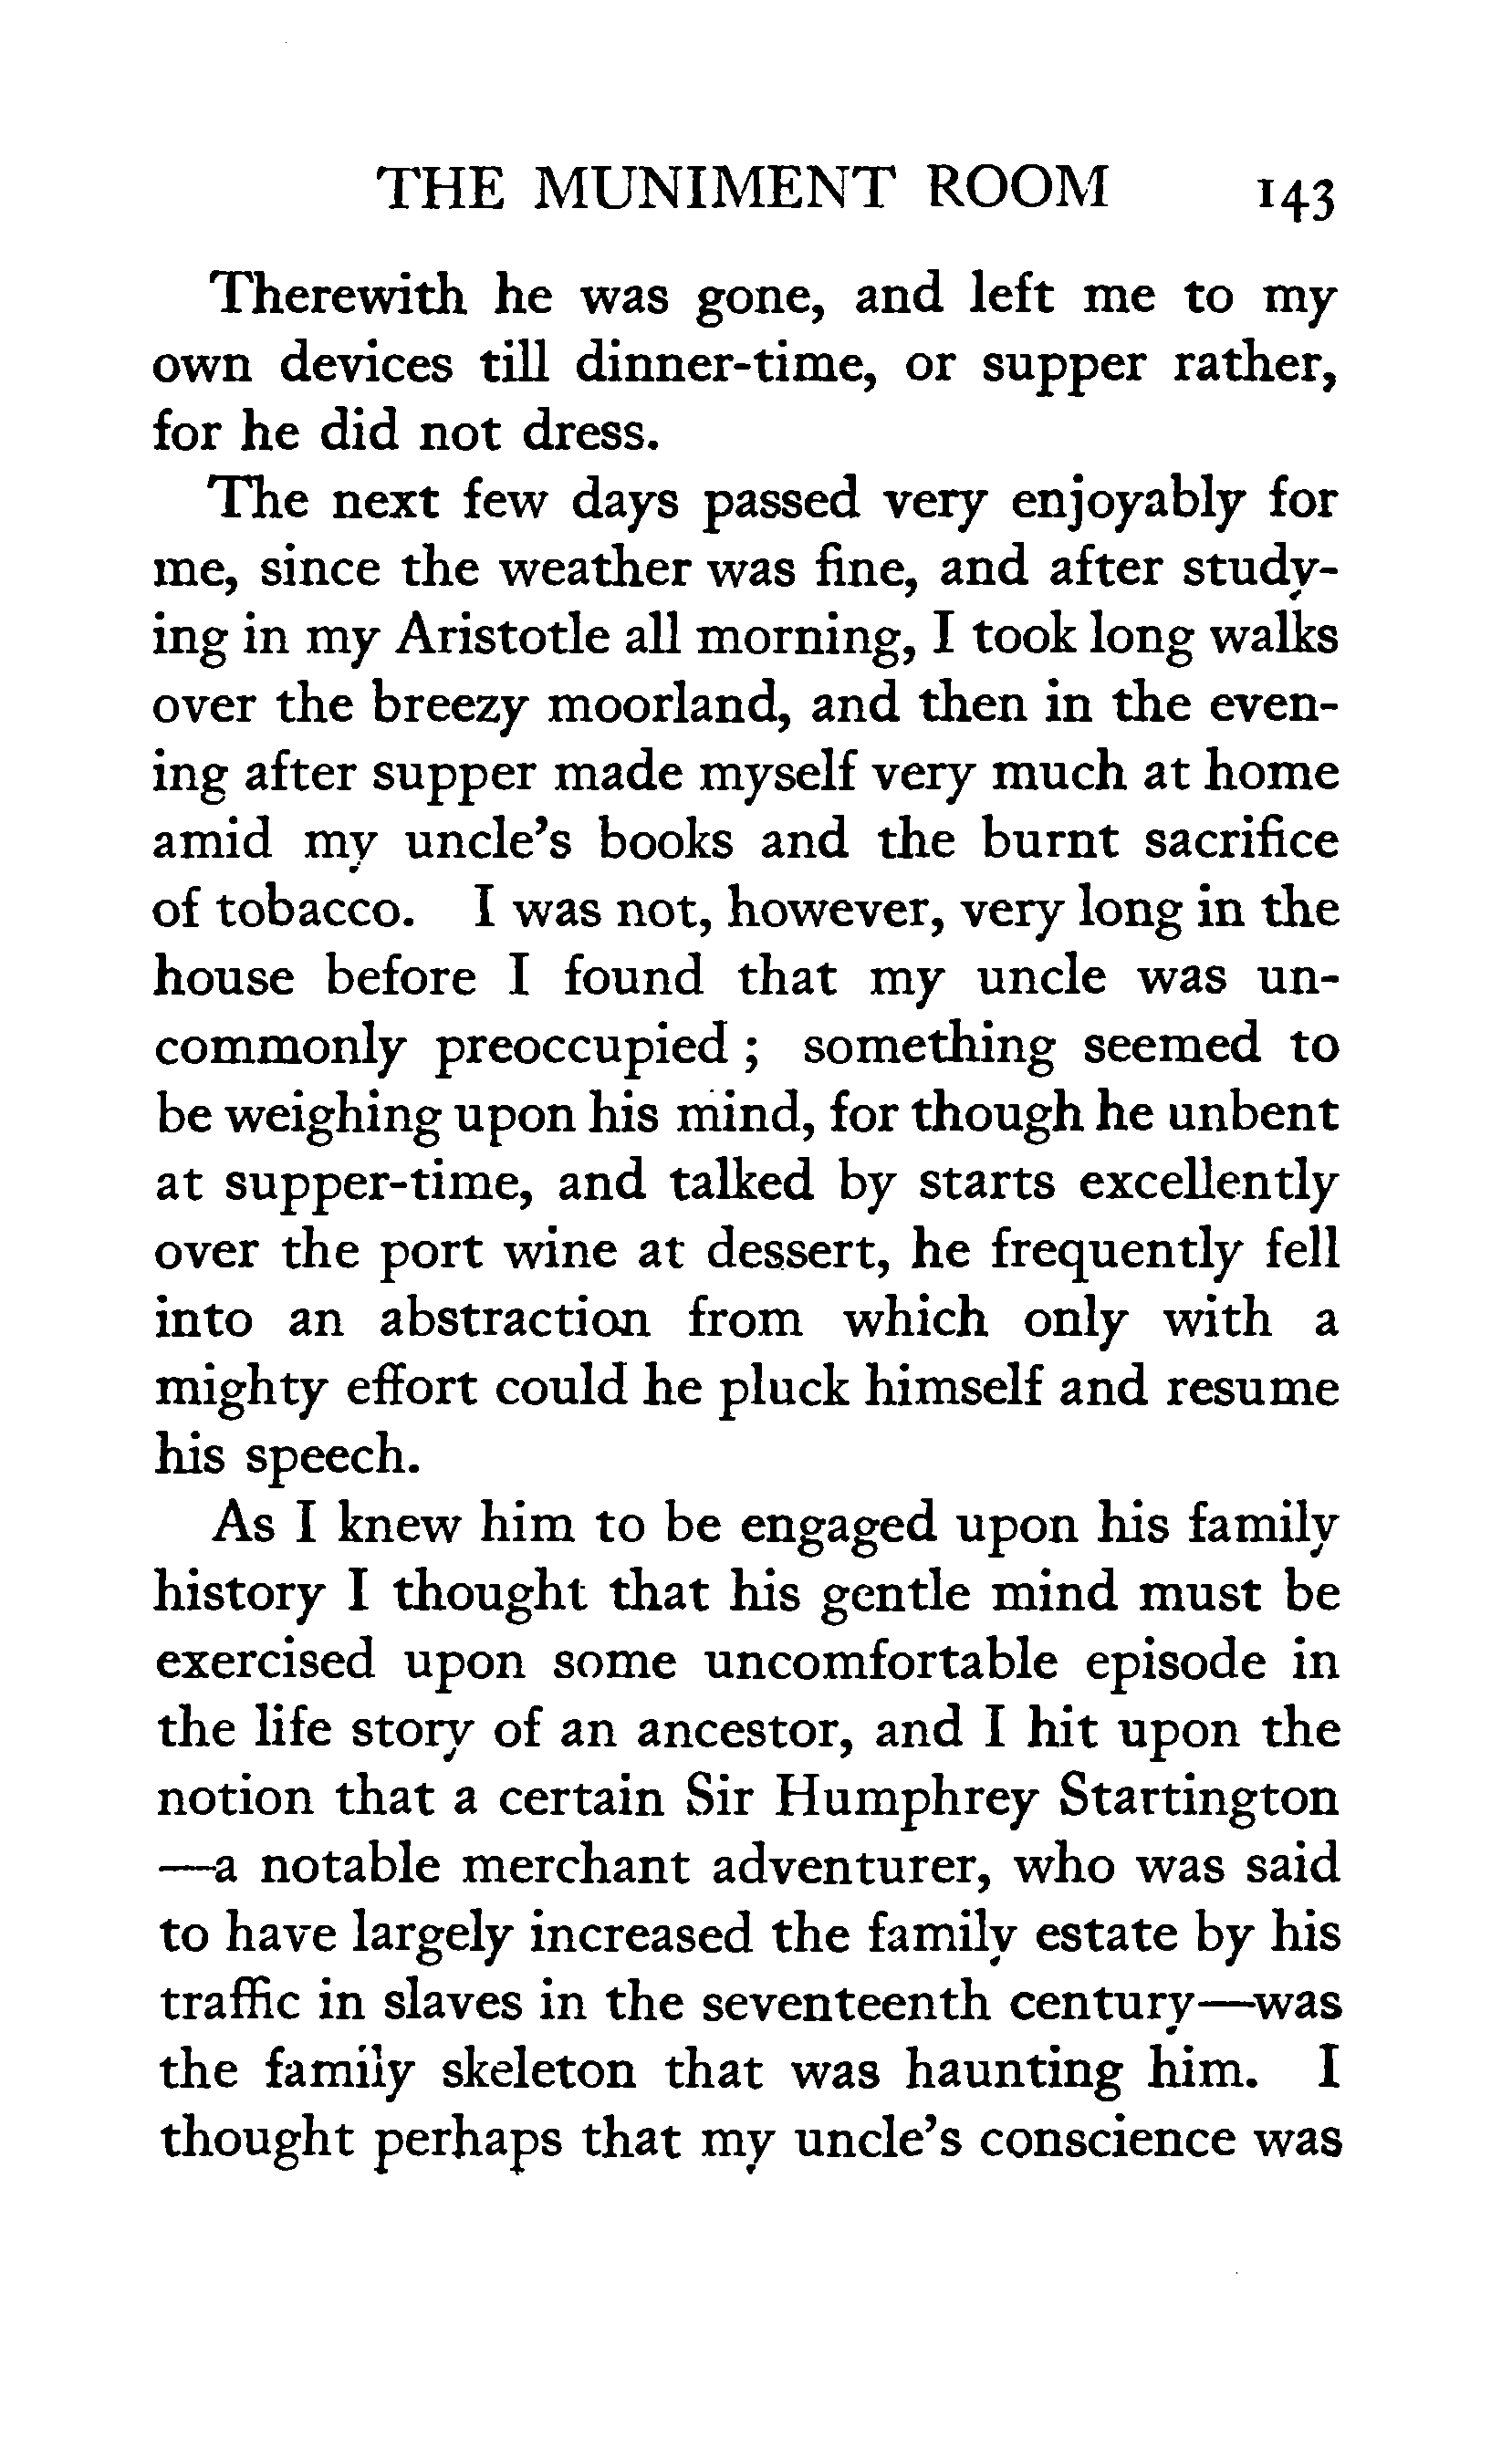 THE MUNIMENT ROOM 143
Therewith he was gone, and left me to my
own devices till dinner-time, or supper rather,
for he did not dress.
The next few days passed very enjoyably for
me, since the weather was fine, and after study-
ing in my Aristotle all morning, I took long walks
over the breezy moorland, and then in the even-
ing after supper made myself very much at home
amid my uncle's books and the burnt sacrifice
of tobacco. I was not, however, very long in the
house before I found that my uncle was un-
commonly preoccupied ; something seemed to
be weighing upon his mind, for though he unbent
at supper-time, and talked by starts excellently
over the port wine at dessert, he frequently fell
into an abstraction from which only with a
mighty effort could he pluck himself and resume
his speech.
As I knew him to be engaged upon his family
history I thought that his gentle mind must be
exercised upon some uncomfortable episode in
the life story of an ancestor, and I hit upon the
notion that a certain Sir Humphrey Startington
—a notable merchant adventurer, who was said
to have largely increased the family estate by his
traffic in slaves in the seventeenth century—was
the family skeleton that was haunting him. I
thought perhaps that my uncle's conscience was